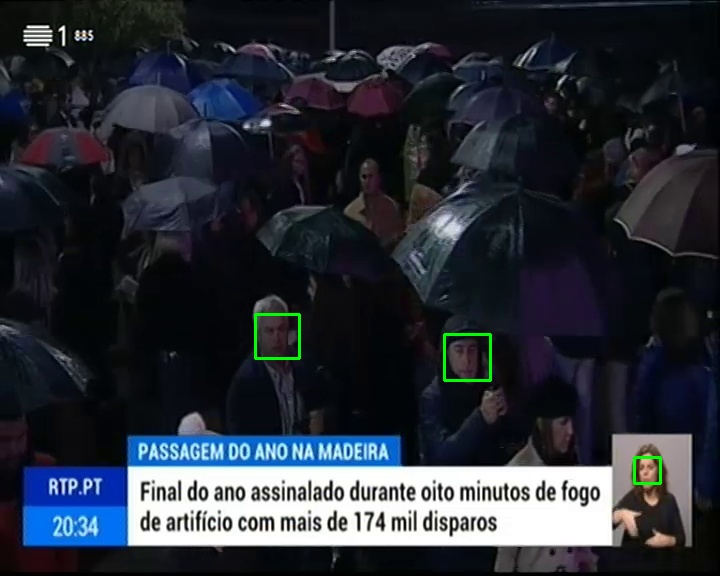 1 885
PASSAGEM DO ANO NA MADEIRA
RTP.PT
20:34
Final do ano assinalado durante oito minutos de fogo
de artifício com mais de 174 mil disparos